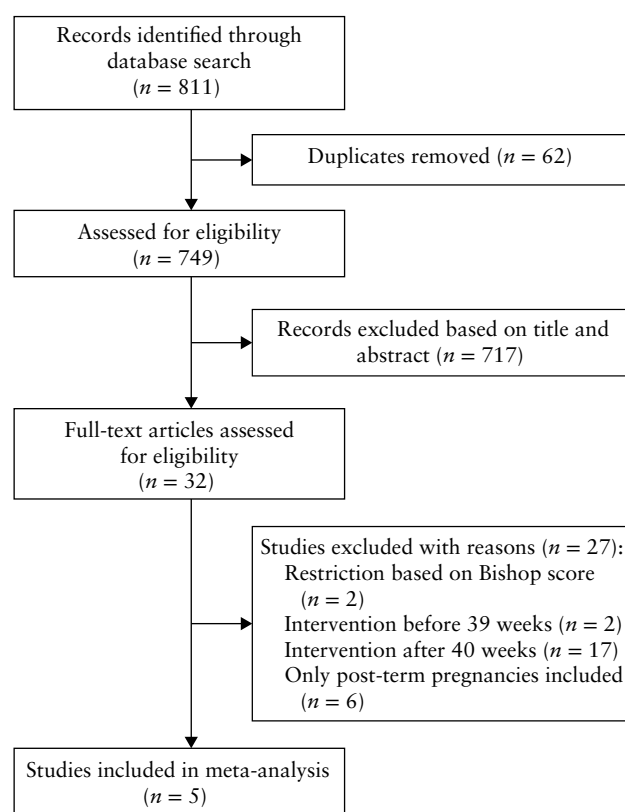 Records identified through
database search
(n = 811)
Duplicates removed (n = 62)
Assessed for eligibility
(n = 749)
Records excluded based on title and
abstract (n = 717)
Full-text articles assessed
for eligibility
(n = 32)
Studies excluded with reasons (n = 27):
Restriction based on Bishop score
(n = 2)
Intervention before 39 weeks (n = 2)
Intervention after 40 weeks (n = 17)
Only post-term pregnancies included
(n = 6)
Studies included in meta-analysis
(n = 5)